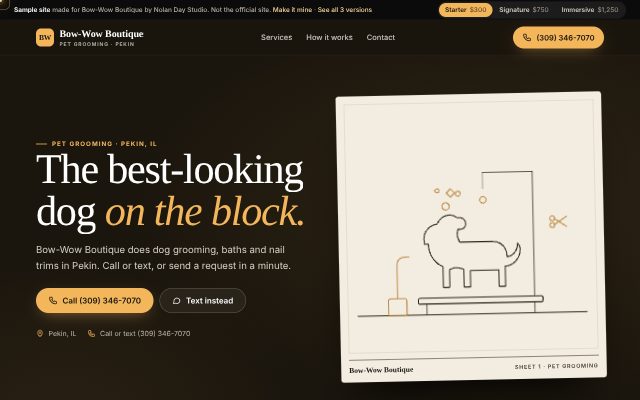 Sample site made for Bow-Wow Boutique by Nolan Day Studio. Not the official site. Make it mine · See all 3 versions
Starter $300 Signature $750 Immersive $1,250
BW Bow-Wow Boutique
PET GROOMING · PEKIN
Services How it works Contact
(309) 346-7070
PET GROOMING · PEKIN, IL
The best-looking
dog on the block.
Bow-Wow Boutique does dog grooming, baths and nail
trims in Pekin. Call or text, or send a request in a minute.
Call (309) 346-7070 Text instead
Pekin, IL Call or text (309) 346-7070
Bow-Wow Boutique SHEET 1 · PET GROOMING